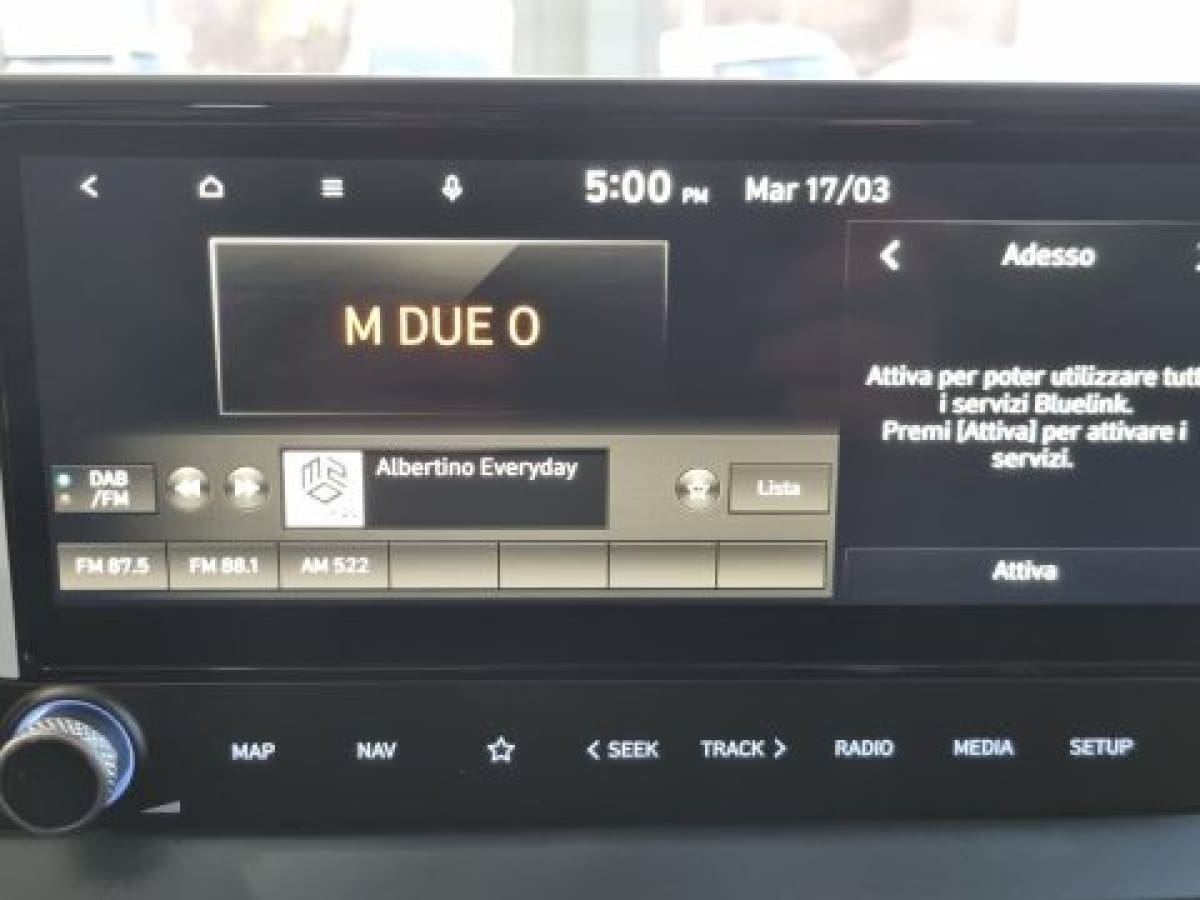 5:00 PM Mar 17/03
Adesso
M DUE O
Attiva per poter utilizzare tutt
i servizi Bluelink.
Premi [Attiva] per attivare i
servizi.
DAB
/FM
Albertino Everyday
Lista
FM 87.5 FM 88.1 AM 522
Attiva
MAP NAV < SEEK TRACK > RADIO MEDIA SETUP